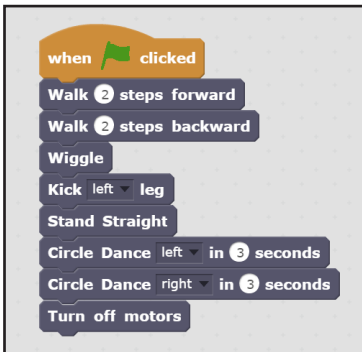 when clicked
Walk 2 steps forward
Walk 2 steps backward
Wiggle
Kick left leg
Stand Straight
Circle Dance left in 3 seconds
Circle Dance right in 3 seconds
Turn off motors